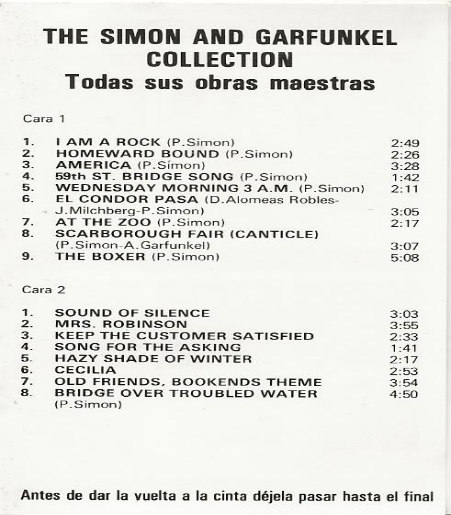 THE SIMON AND GARFUNKEL
COLLECTION
Todas sus obras maestras
Cara 1
1. I AM A ROCK (P.Simon) 2:49
2. HOMEWARD BOUND (P.Simon) 2:26
3. AMERICA (P.Símon) 3:28
4. 59th ST. BRIDGE SONG (P.Simon) 1:42
5. WEDNESDAY MORNING 3 A.M. (P.Simon) 2:11
6. EL CONDOR PASA (D.Alomeas Robles-
J.Milchberg-P.Simon) 3:05
7. AT THE ZOO (P.Simon) 2:17
8. SCARBOROUGH FAIR (CANTICLE)
(P.Simon-A.Garfunkel) 3:07
9. THE BOXER (P.Simon) 5:08
Cara 2
1. SOUND OF SILENCE 3:03
2. MRS. ROBINSON 3:55
3. KEEP THE CUSTOMER SATISFIED 2:33
4. SONG FOR THE ASKING 1:41
5. HAZY SHADE OF WINTER 2:17
6. CECILIA 2:53
7. OLD FRIENDS, BOOKENDS THEME 3:54
8. BRIDGE OVER TROUBLED WATER 4:50
(P.Simon)
Antes de dar la vuelta a la cinta déjela pasar hasta el final